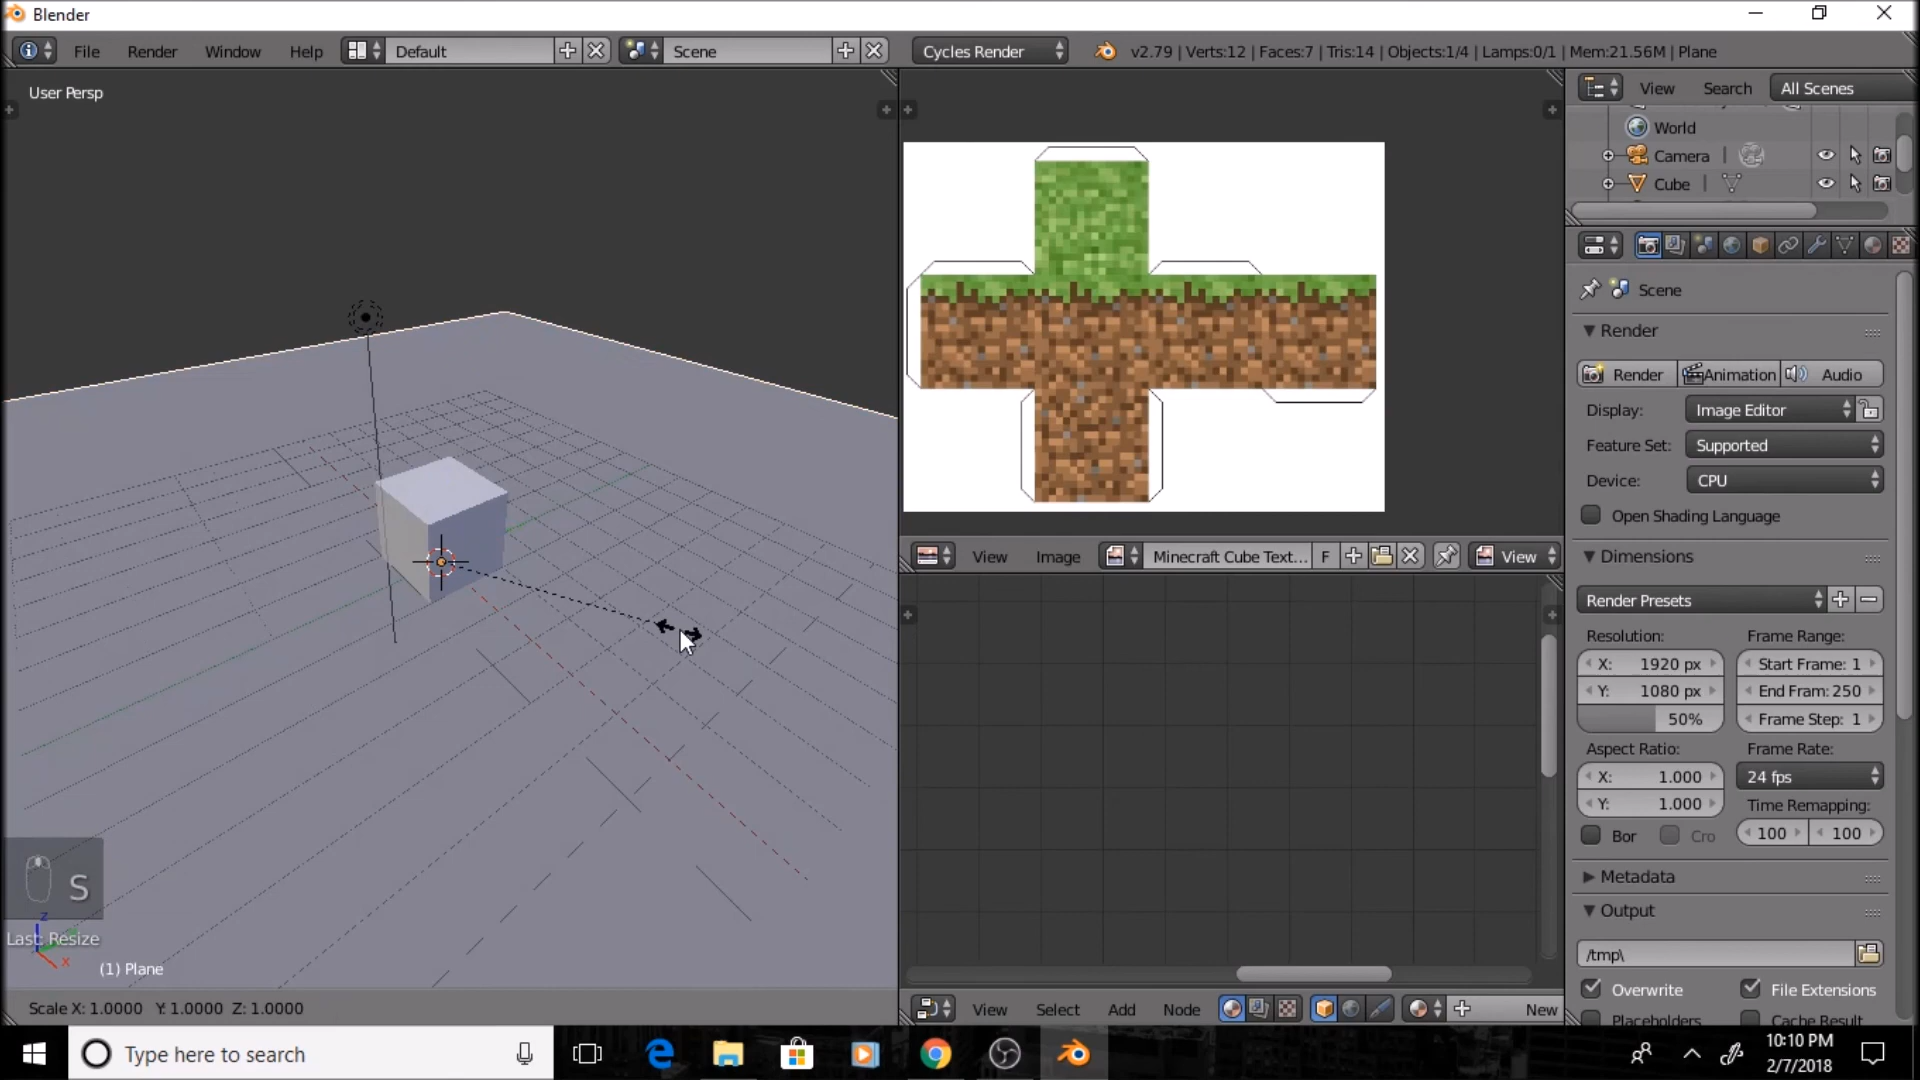 Blender
File Render Window Help Default Scene Cycles Render v2.79 | Verts:12 | Faces:7 | Tris:14 | Objects:1/4 | Lamps:0/1 | Mem:21.56M | Plane
User Persp
View Search All Scenes
World
Camera
Cube
Scene
Render
Render Animation Audio
Display: Image Editor
Feature Set: Supported
Device: CPU
Open Shading Language
View Image Minecraft Cube Text... F View
Dimensions
Render Presets
Resolution: Frame Range:
X: 1920 px Start Frame: 1
Y: 1080 px End Fram: 250
50% Frame Step: 1
Aspect Ratio: Frame Rate:
X: 1.000 24 fps
Y: 1.000 Time Remapping:
Bor Cro 100 100
Metadata
Output
/tmp\
Overwrite File Extensions
Placeholders Cache Result
S
z
Last: Resize
x
(1) Plane
Scale X: 1.0000 Y: 1.0000 Z: 1.0000
View Select Add Node New
Type here to search
10:10 PM
2/7/2018